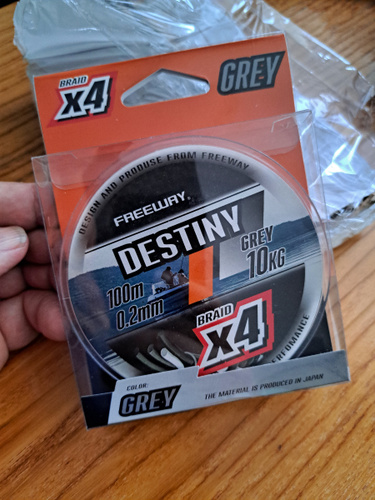 BRAID
x4
GREY
DESIGN AND PRODUSE FROM FREEWAY
FREEWAY
DESTINY
GREY
10KG
100m
0.2mm
BRAID
x4
COLOR:
GREY
THE MATERIAL IS PRODUCED IN JAPAN